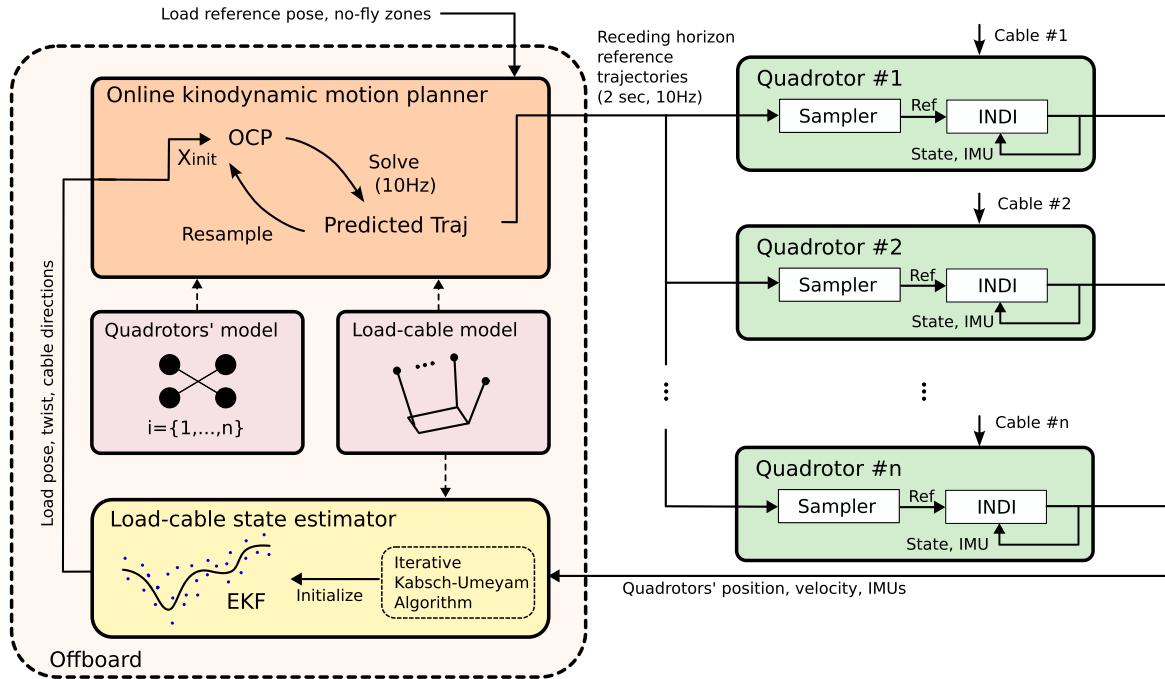 Load reference pose, no-fly zones
Online kinodynamic motion planner
OCP
Xinit
Solve
(10Hz)
Predicted Traj
Resample
Load pose, twist, cable directions
Quadrotors' model
i={1,...,n}
Load-cable model
Load-cable state estimator
EKF
Initialize
Iterative
Kabsch-Umeyam
Algorithm
Offboard
Receding horizon
reference
trajectories
(2 sec, 10Hz)
Cable #1
Quadrotor #1
Sampler
Ref
INDI
State, IMU
Cable #2
Quadrotor #2
Sampler
Ref
INDI
State, IMU
Cable #n
Quadrotor #n
Sampler
Ref
INDI
State, IMU
Quadrotors' position, velocity, IMUs